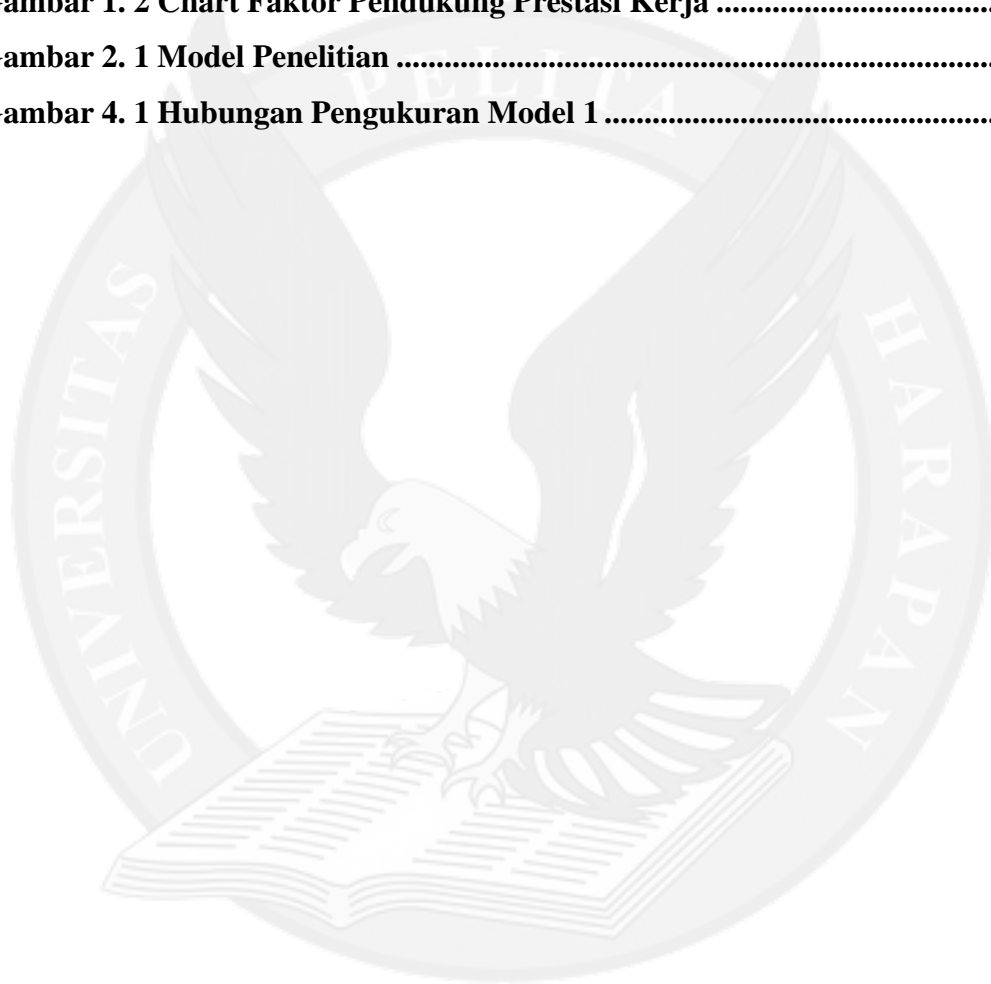 ambar 1. 2 Chart Faktor Pendukung Prestasi Kerja ..................................
ambar 2. 1 Model Penelitian ..........................................................................
ambar 4. 1 Hubungan Pengukuran Model 1 ................................................
UNIVERSITAS PELITA HARAPAN